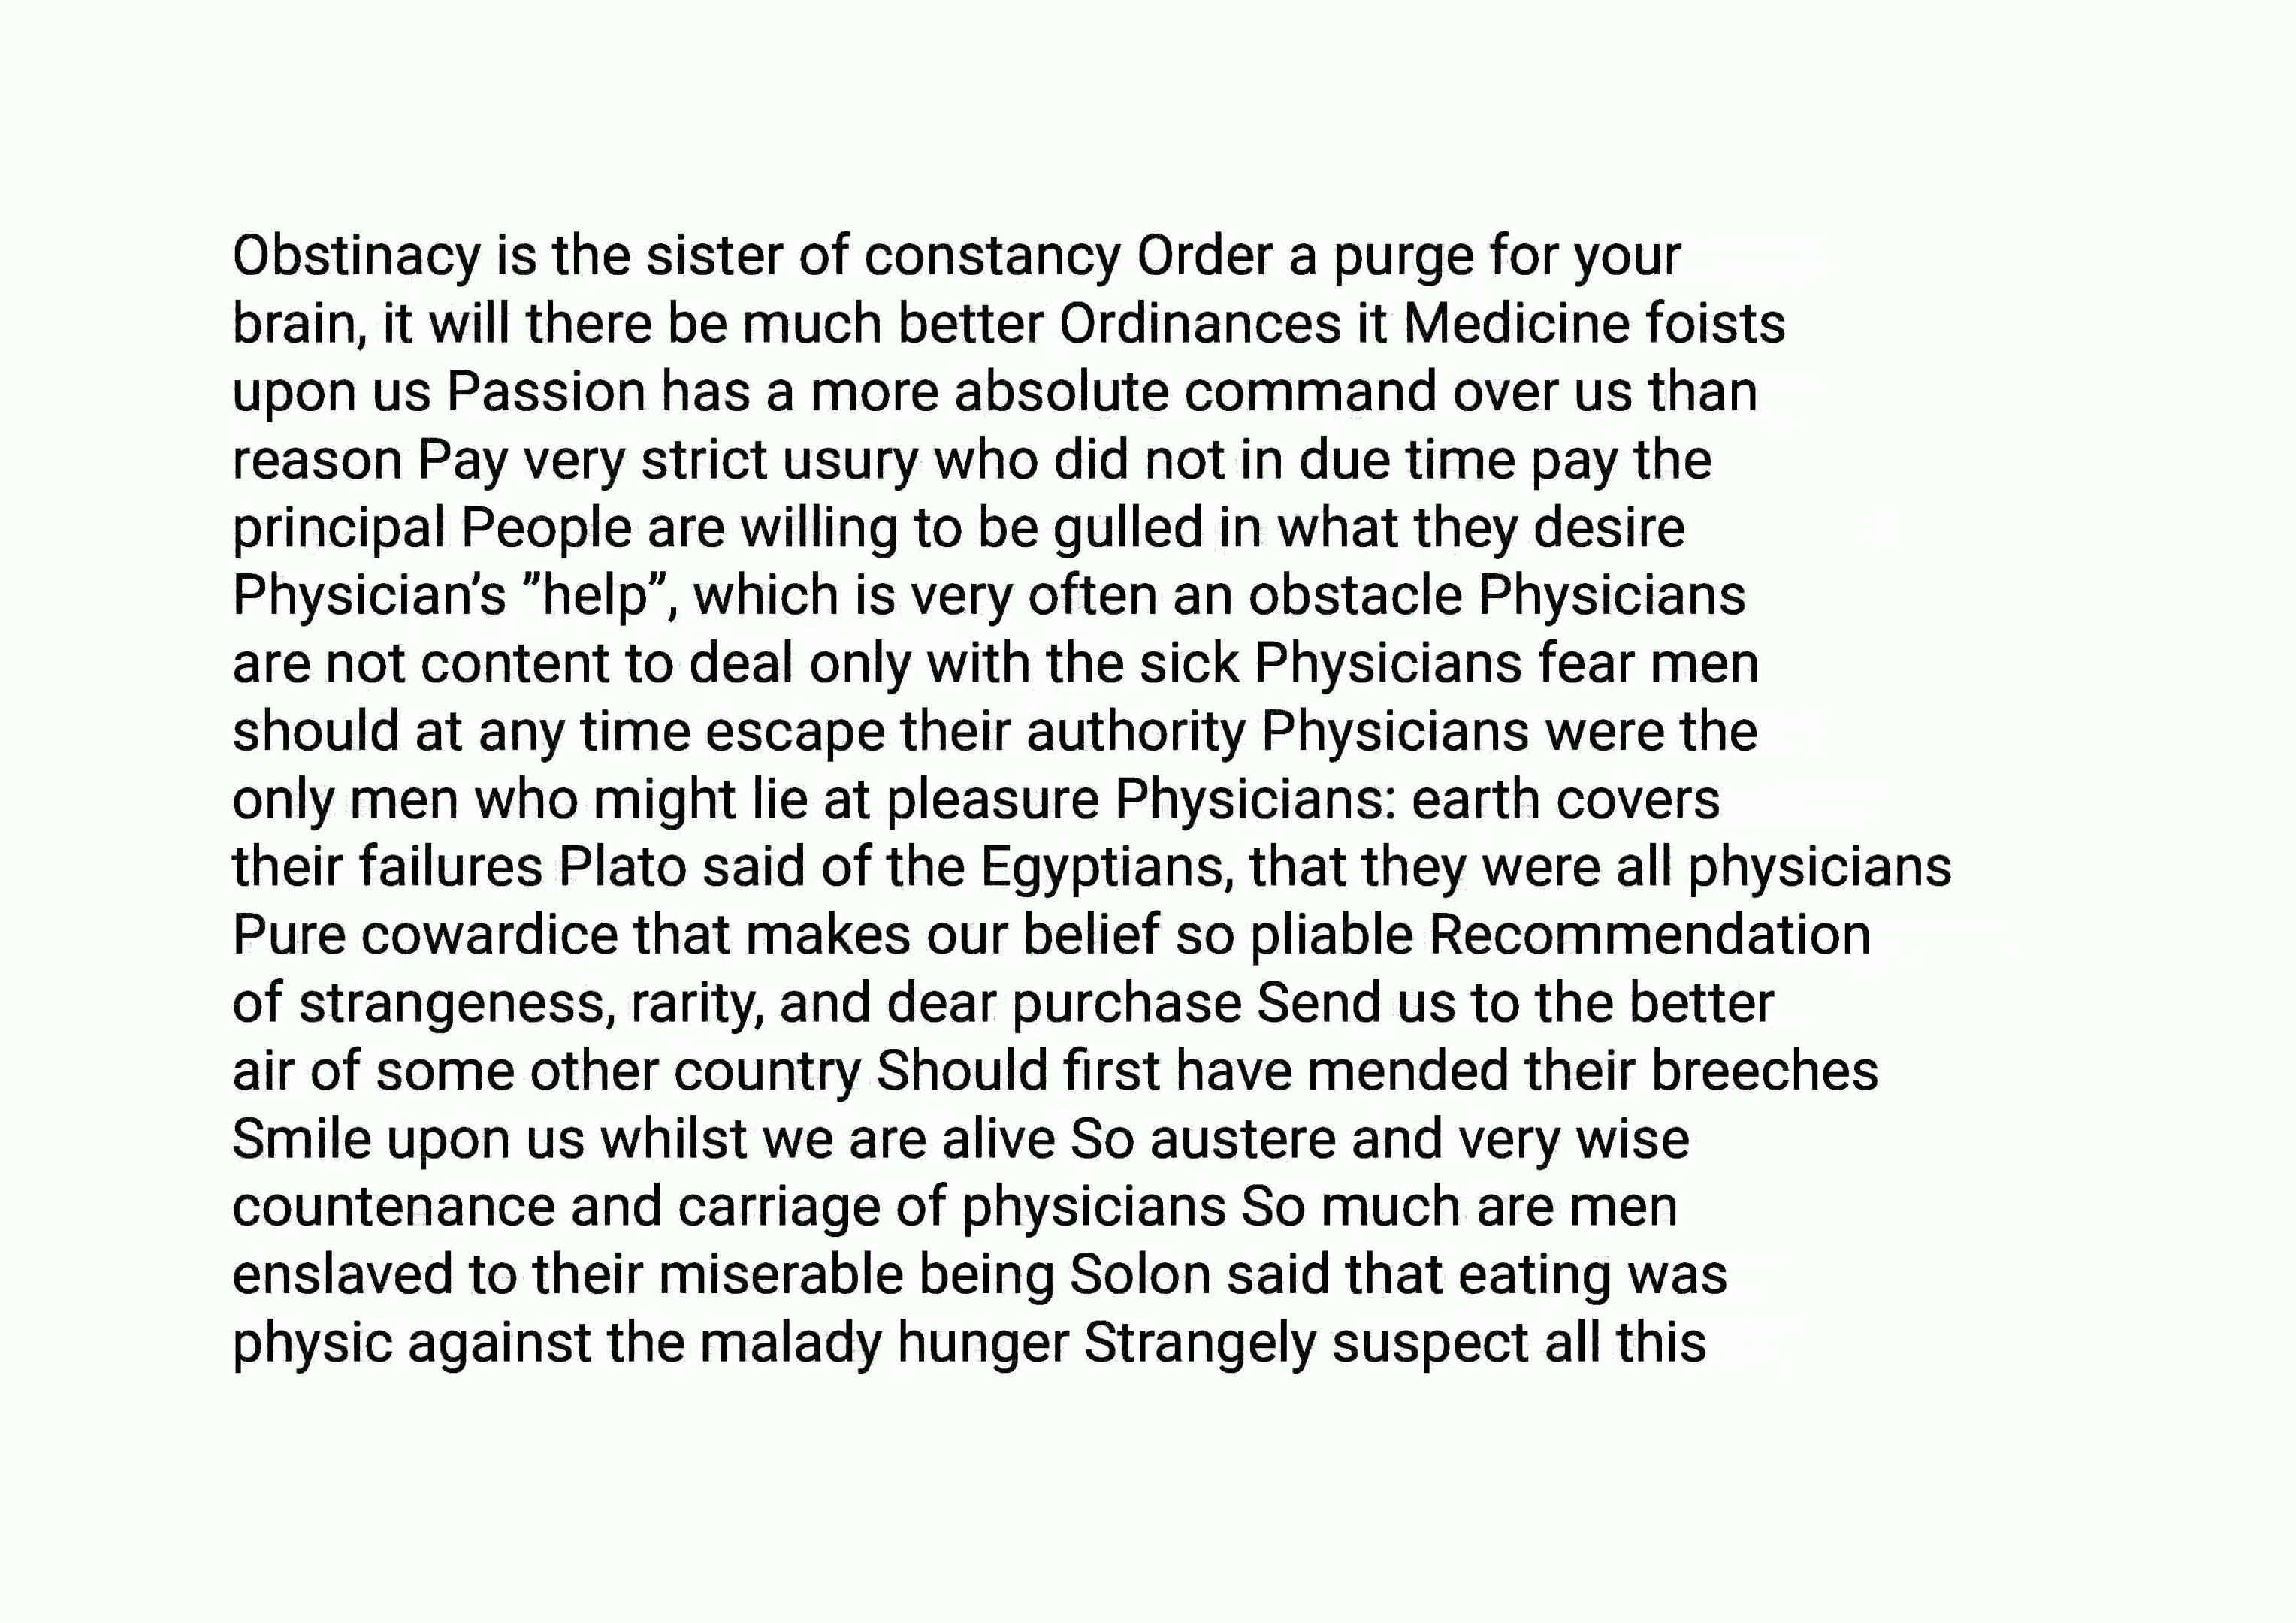 Obstinacy is the sister of constancy Order a purge for your
brain, it will there be much better Ordinances it Medicine foists
upon us Passion has a more absolute command over us than
reason Pay very strict usury who did not in due time pay the
principal People are willing to be gulled in what they desire
Physician's ”help”, which is very often an obstacle Physicians
are not content to deal only with the sick Physicians fear men
should at any time escape their authority Physicians were the
only men who might lie at pleasure Physicians: earth covers
their failures Plato said of the Egyptians, that they were all physicians
Pure cowardice that makes our belief so pliable Recommendation
of strangeness, rarity, and dear purchase Send us to the better
air of some other country Should first have mended their breeches
Smile upon us whilst we are alive So austere and very wise
countenance and carriage of physicians So much are men
enslaved to their miserable being Solon said that eating was
physic against the malady hunger Strangely suspect all this